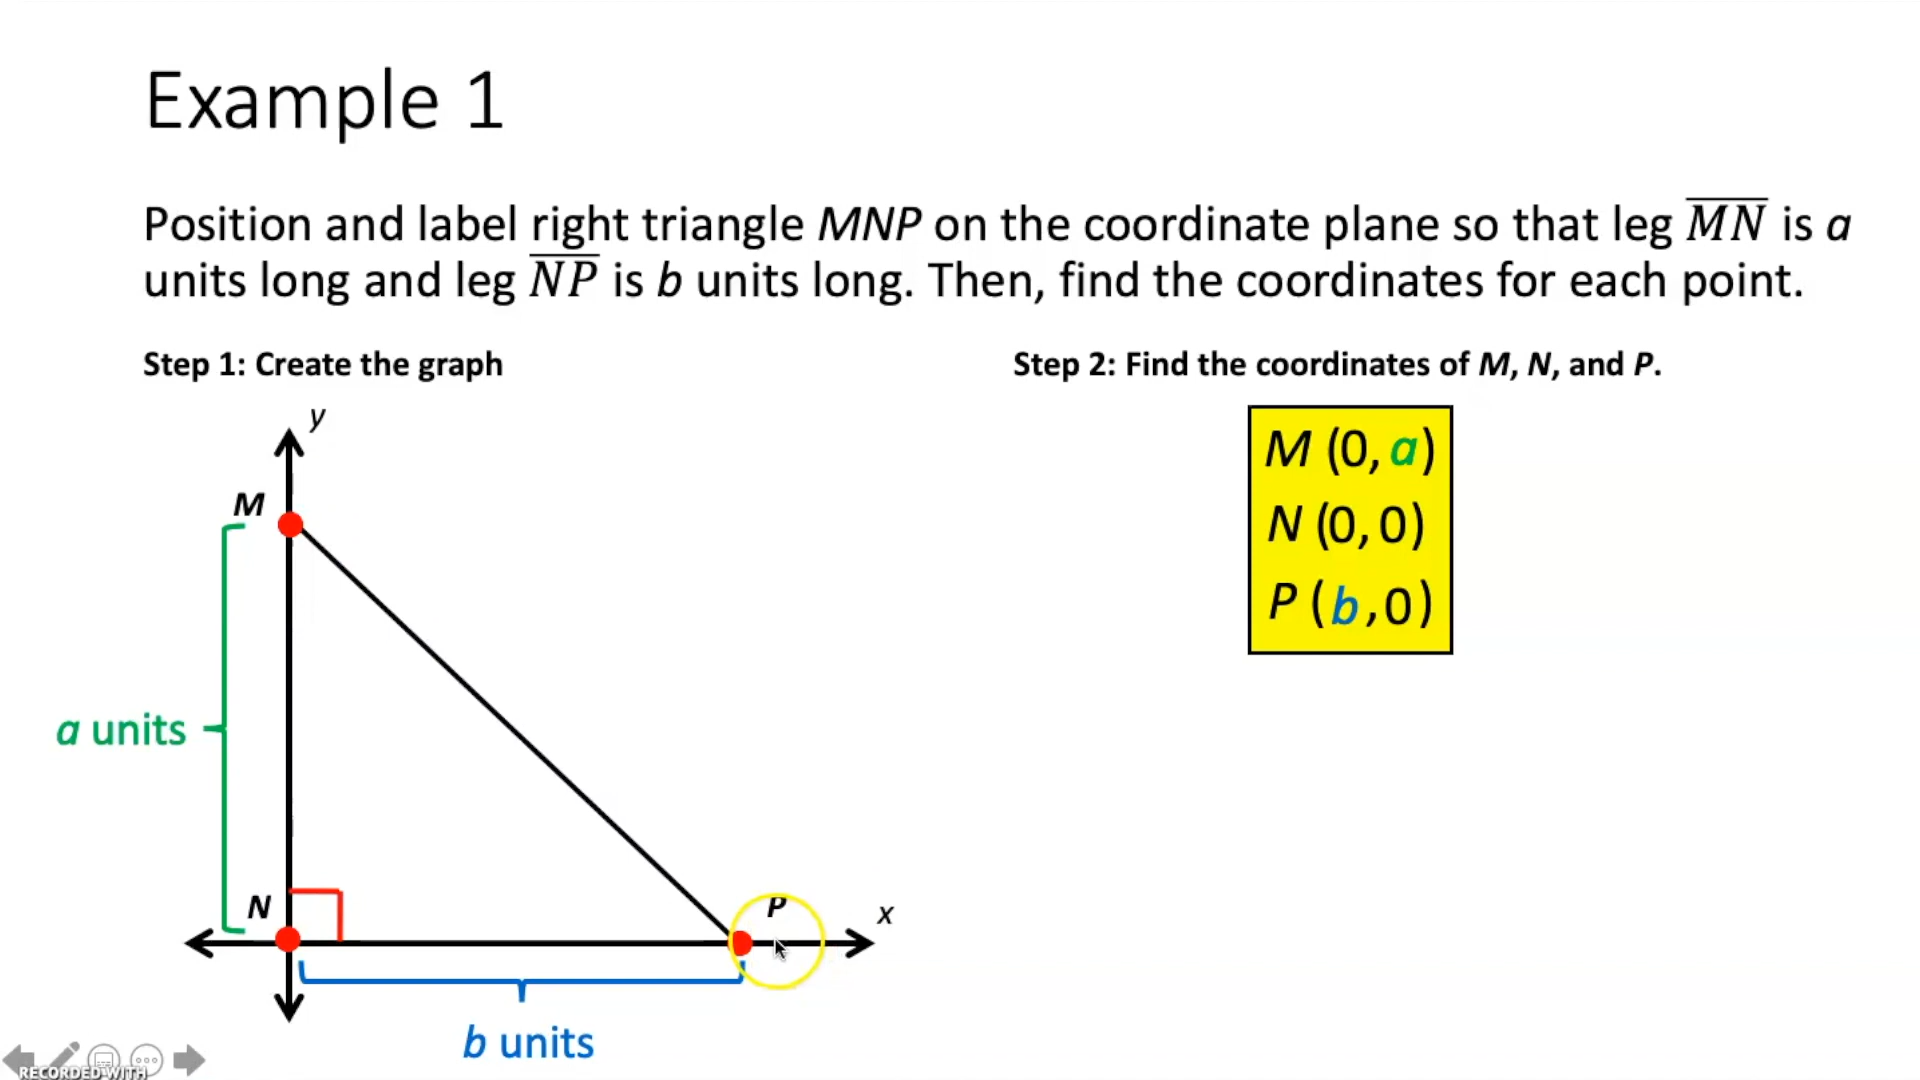 Example 1
Position and label right triangle MNP on the coordinate plane so that leg MN is a
units long and leg NP is b units long. Then, find the coordinates for each point.
Step 1: Create the graph
Step 2: Find the coordinates of M, N, and P.
y
M
a units
N
P
x
b units
M (0, a)
N (0, 0)
P (b, 0)
RECORDED WITH